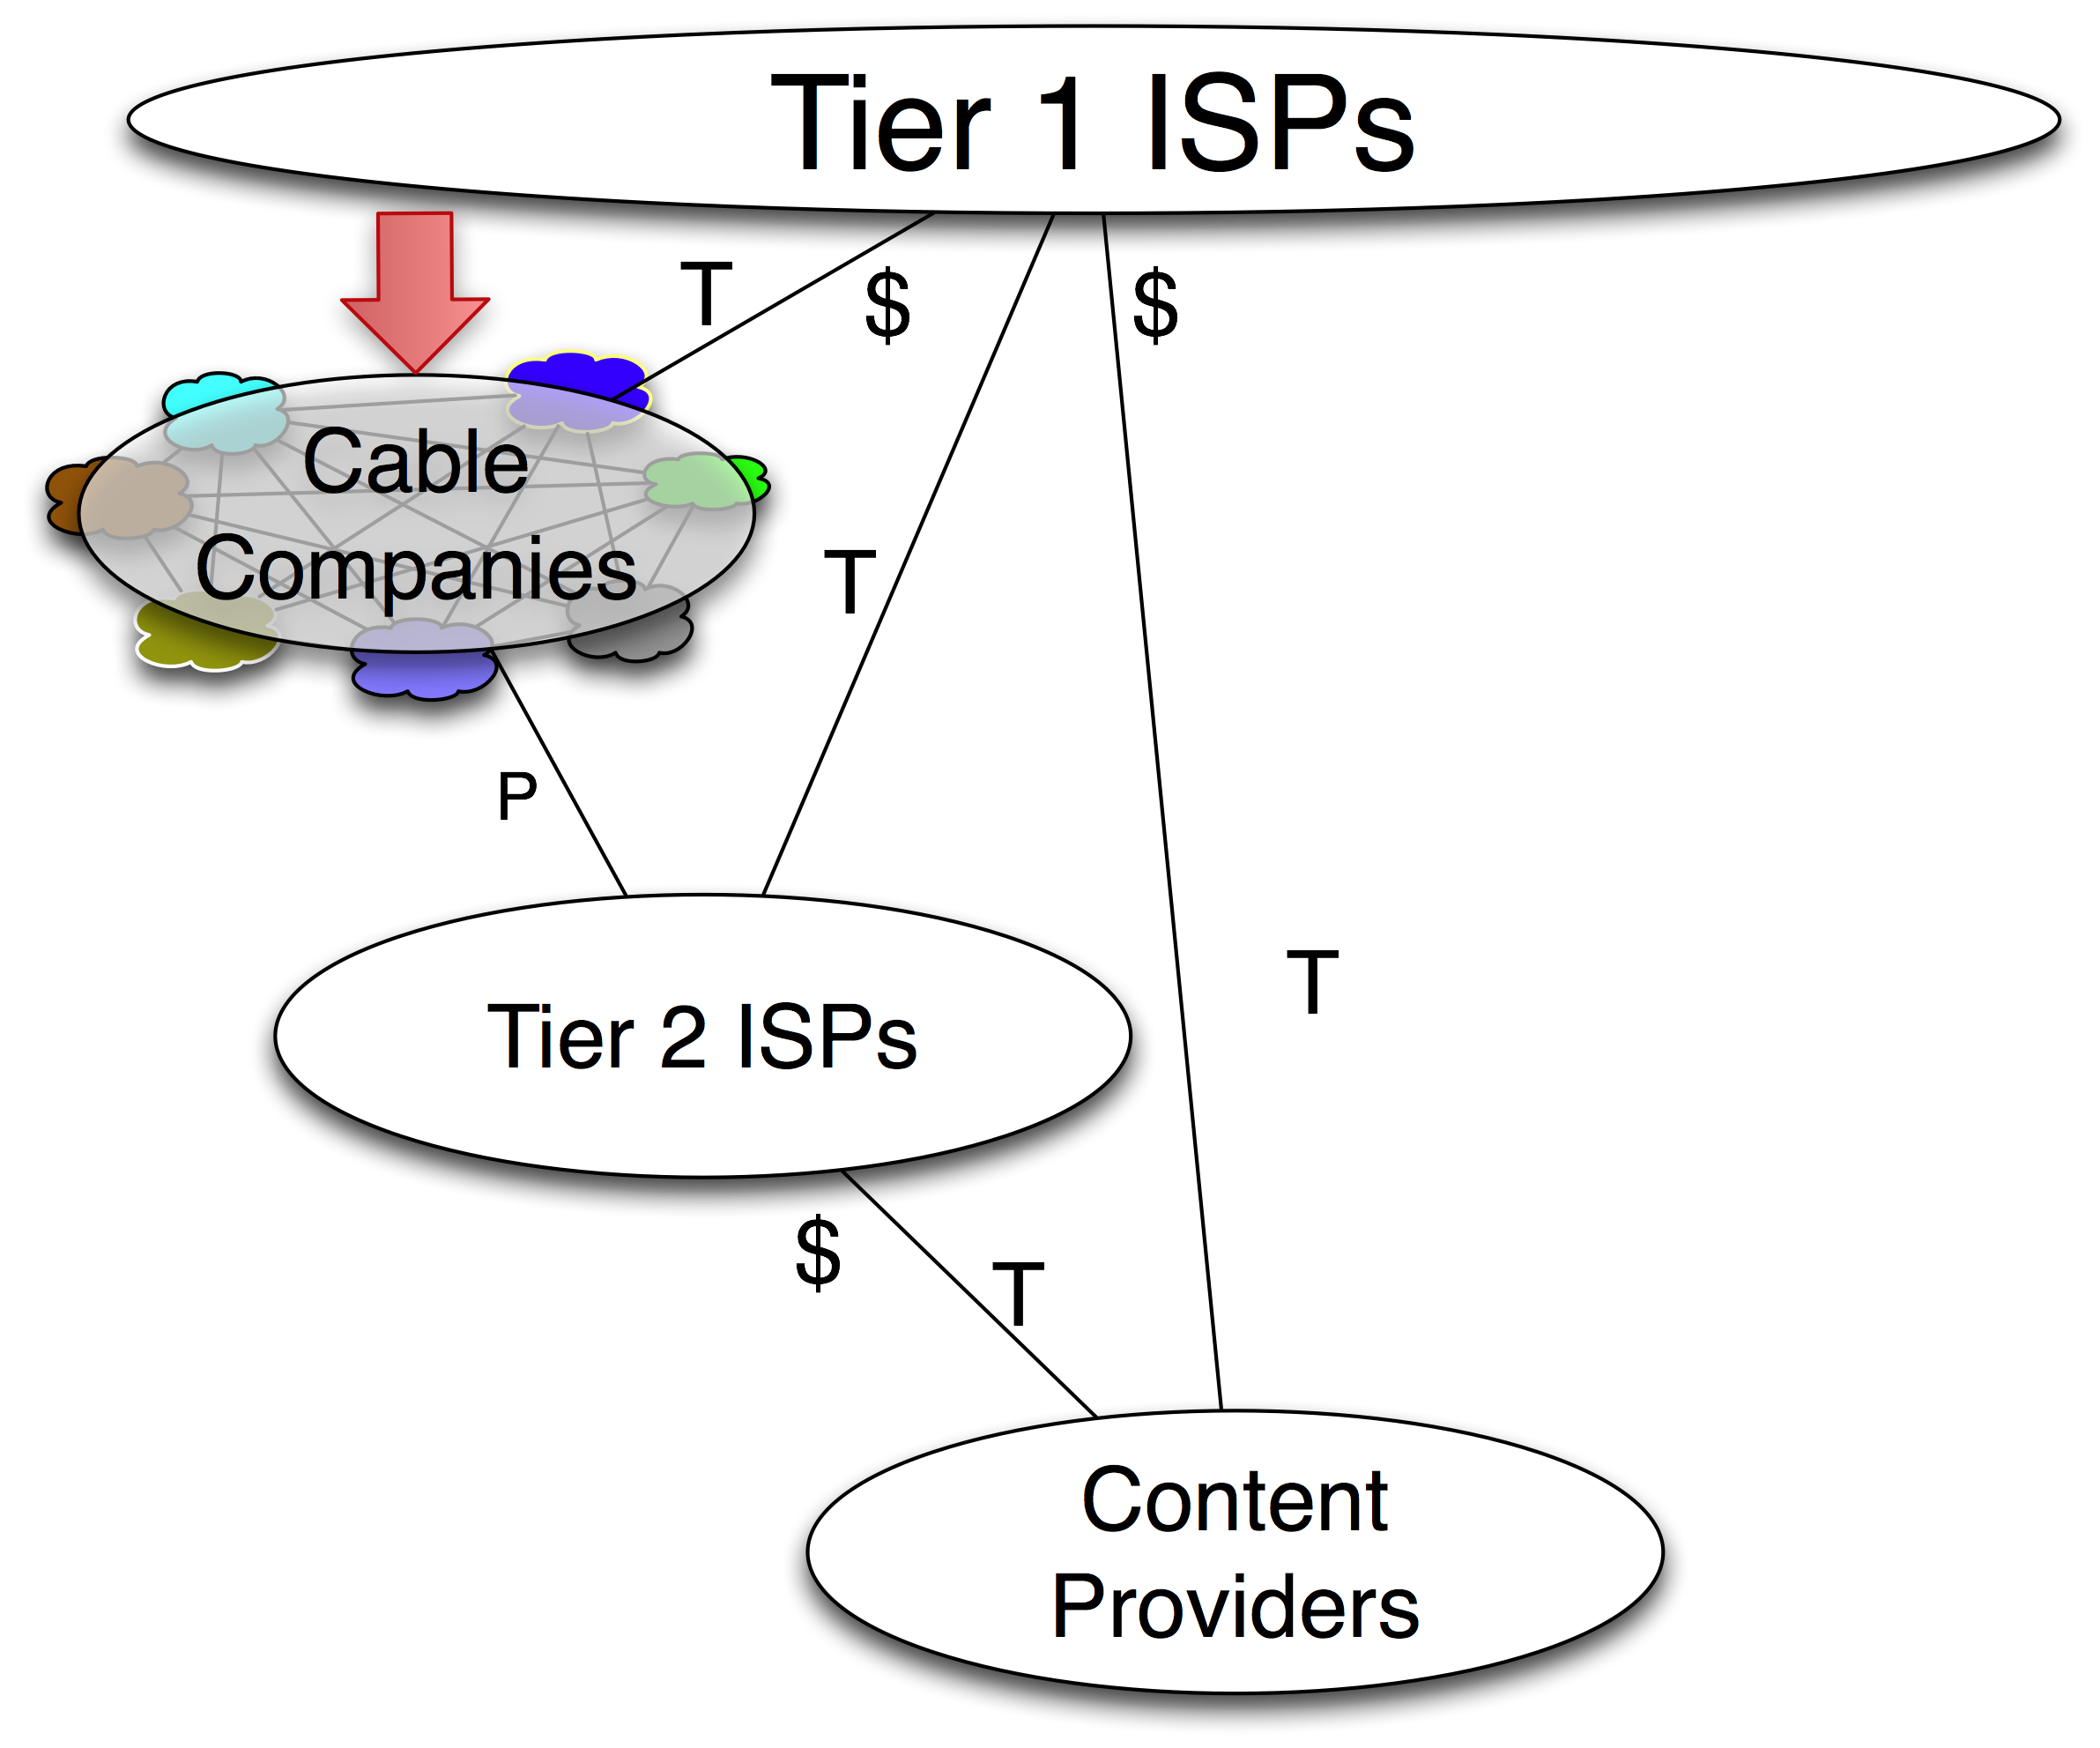 Tier 1 ISPs
T
$
$
Cable
Companies
T
P
T
Tier 2 ISPs
$
T
Content
Providers